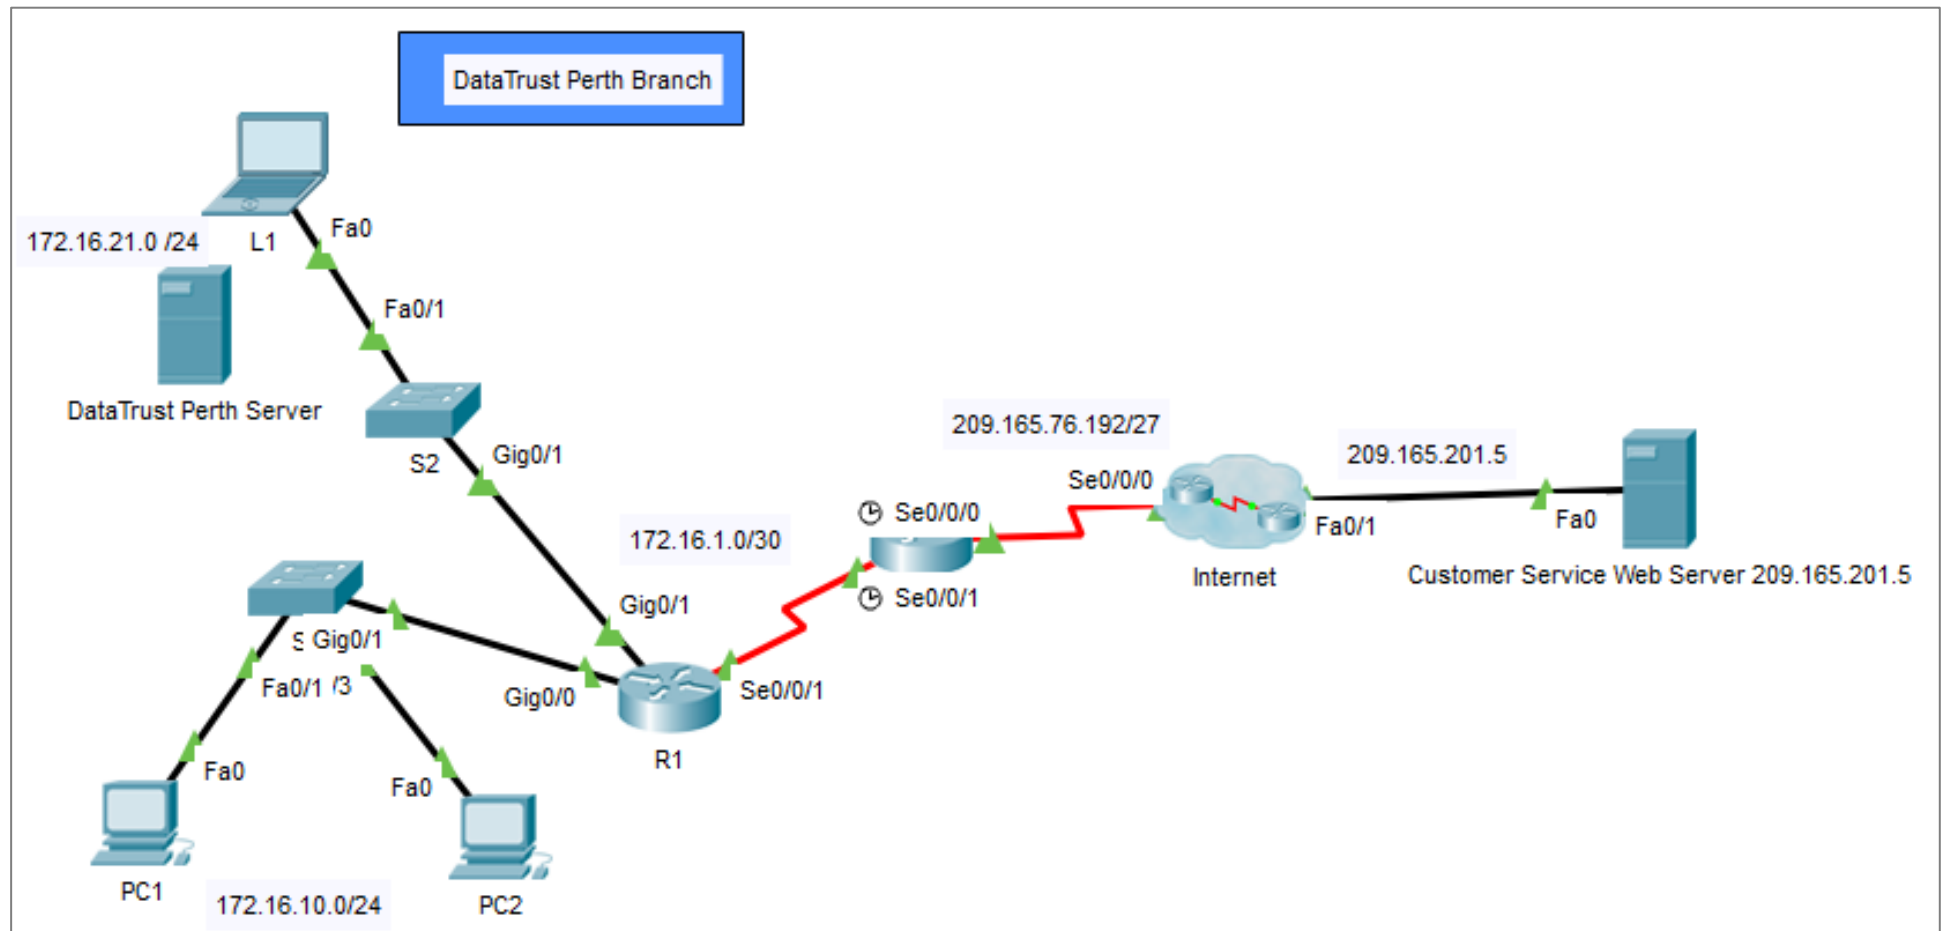 DataTrust Perth Branch
Fa0
172.16.21.0 /24
L1
Fa0/1
DataTrust Perth Server
209.165.76.192/27
S2
Gig0/1
209.165.201.5
Se0/0/0
Se0/0/0
Fa0
Fa0/1
172.16.1.0/30
Internet
Customer Service Web Server 209.165.201.5
Se0/0/1
Gig0/1
Gig0/1
Fa0/1
/3
Gig0/0
Se0/0/1
R1
Fa0
Fa0
PC1
172.16.10.0/24
PC2